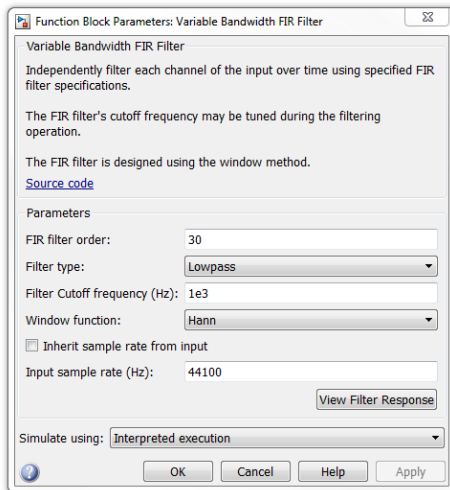 Function Block Parameters: Variable Bandwidth FIR Filter
Variable Bandwidth FIR Filter
Independently filter each channel of the input over time using specified FIR
filter specifications.
The FIR filter's cutoff frequency may be tuned during the filtering
operation.
The FIR filter is designed using the window method.
Source code
Parameters
FIR filter order: 30
Filter type: Lowpass
Filter Cutoff frequency (Hz): 1e3
Window function: Hann
Inherit sample rate from input
Input sample rate (Hz): 44100
View Filter Response
Simulate using: Interpreted execution
OK Cancel Help Apply